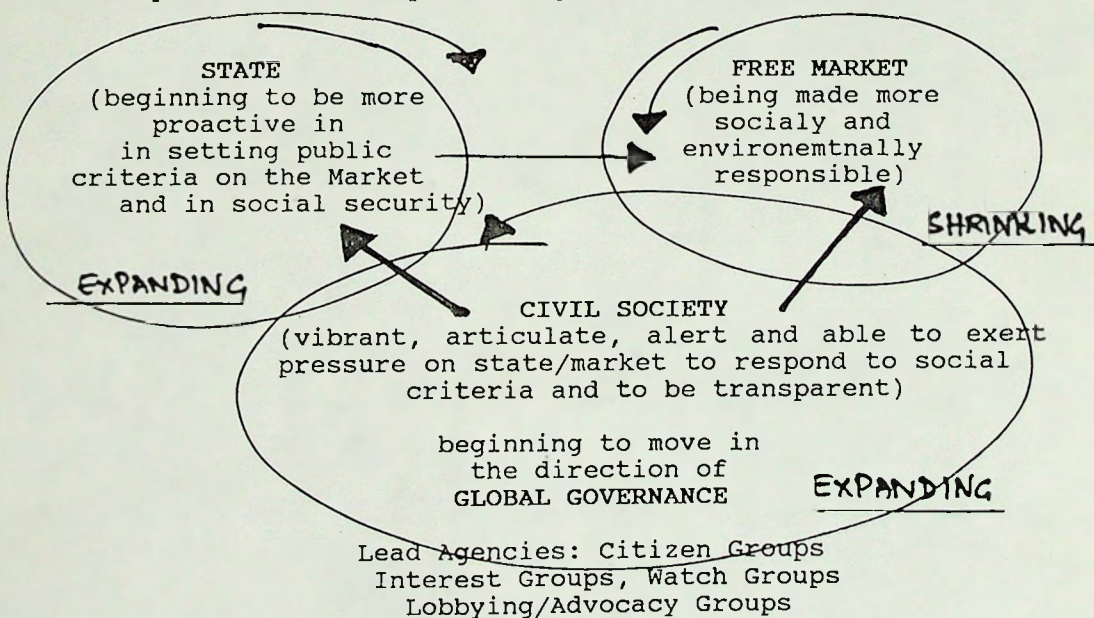 STATE
(beginning to be more
proactive in
in setting public
criteria on the Market
and in social security)
EXPANDING
FREE MARKET
(being made more
socialy and
environemtnally
responsible)
SHRINKING
CIVIL SOCIETY
(vibrant, articulate, alert and able to exert
pressure on state/market to respond to social
criteria and to be transparent)
beginning to move in
the direction of
GLOBAL GOVERNANCE
EXPANDING
Lead Agencies: Citizen Groups
Interest Groups, Watch Groups
Lobbying/Advocacy Groups